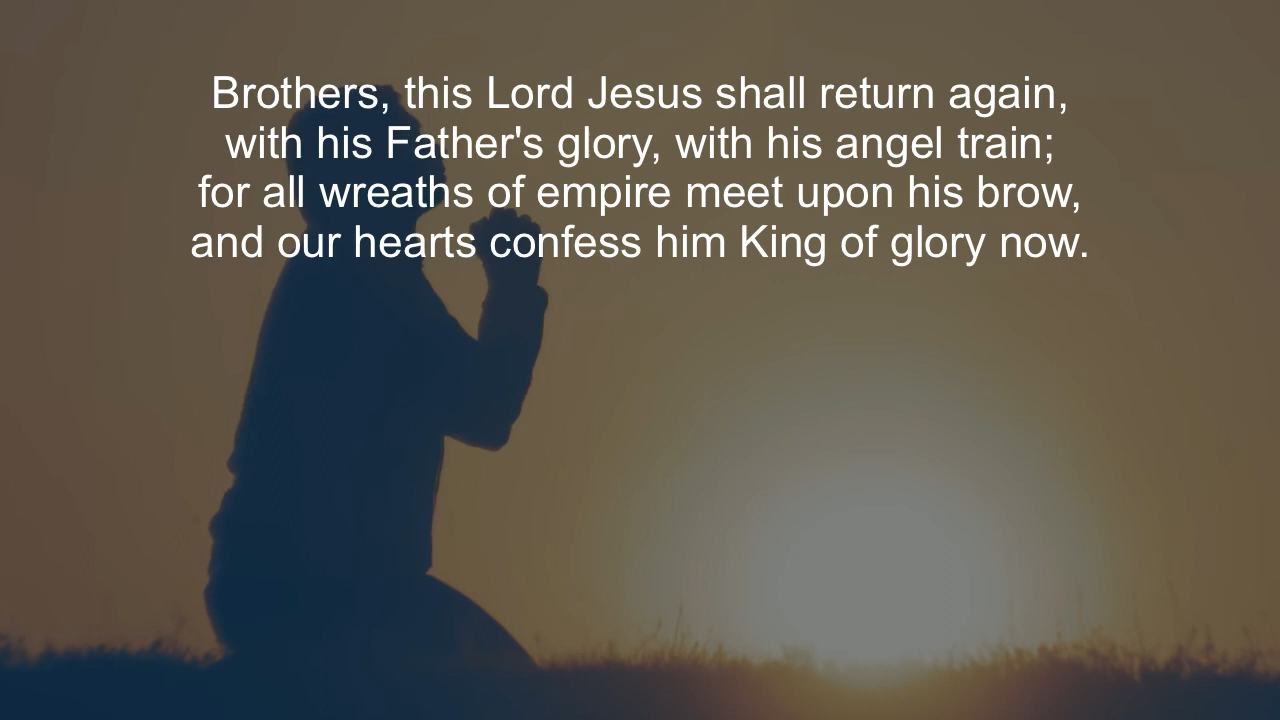 Brothers, this Lord Jesus shall return again,
with his Father's glory, with his angel train;
for all wreaths of empire meet upon his brow,
and our hearts confess him King of glory now.